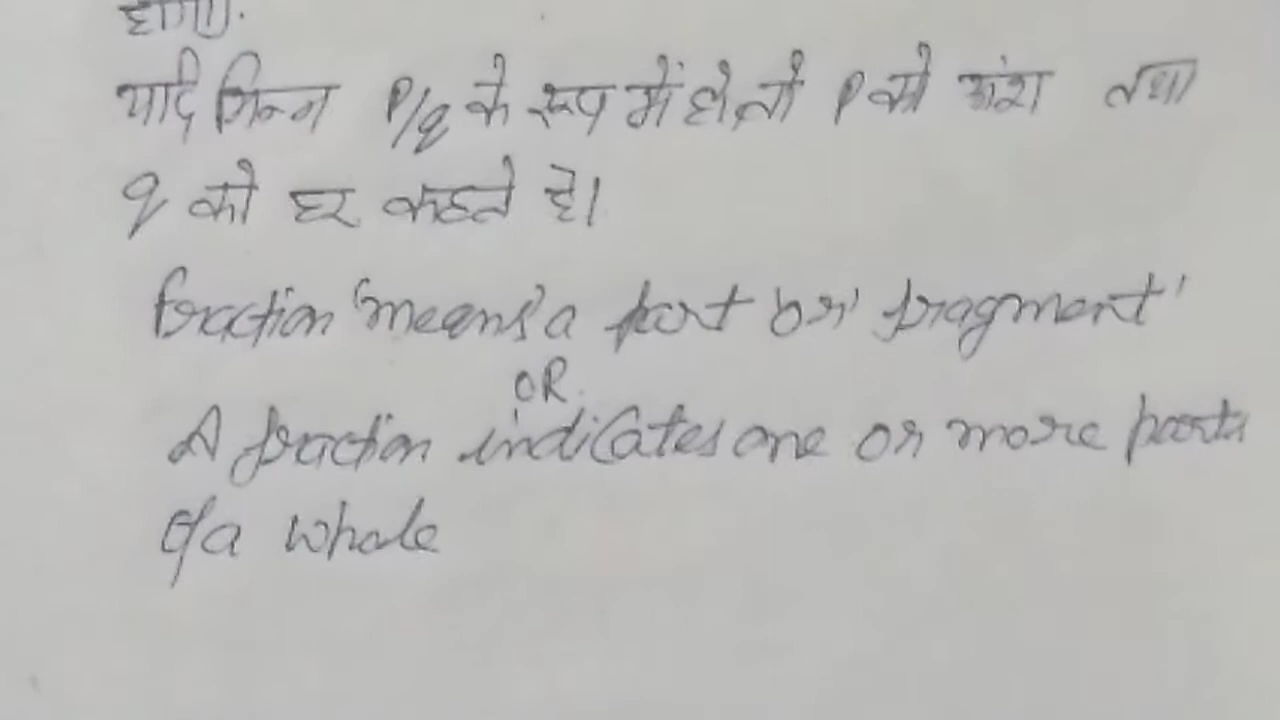 यदि भिन्न P/q के रूप में हो तो P को अंश तथा
q को हर कहते है।
fraction 'means' a part or' fragment'
OR
A fraction indicates one or more parts
of a whole